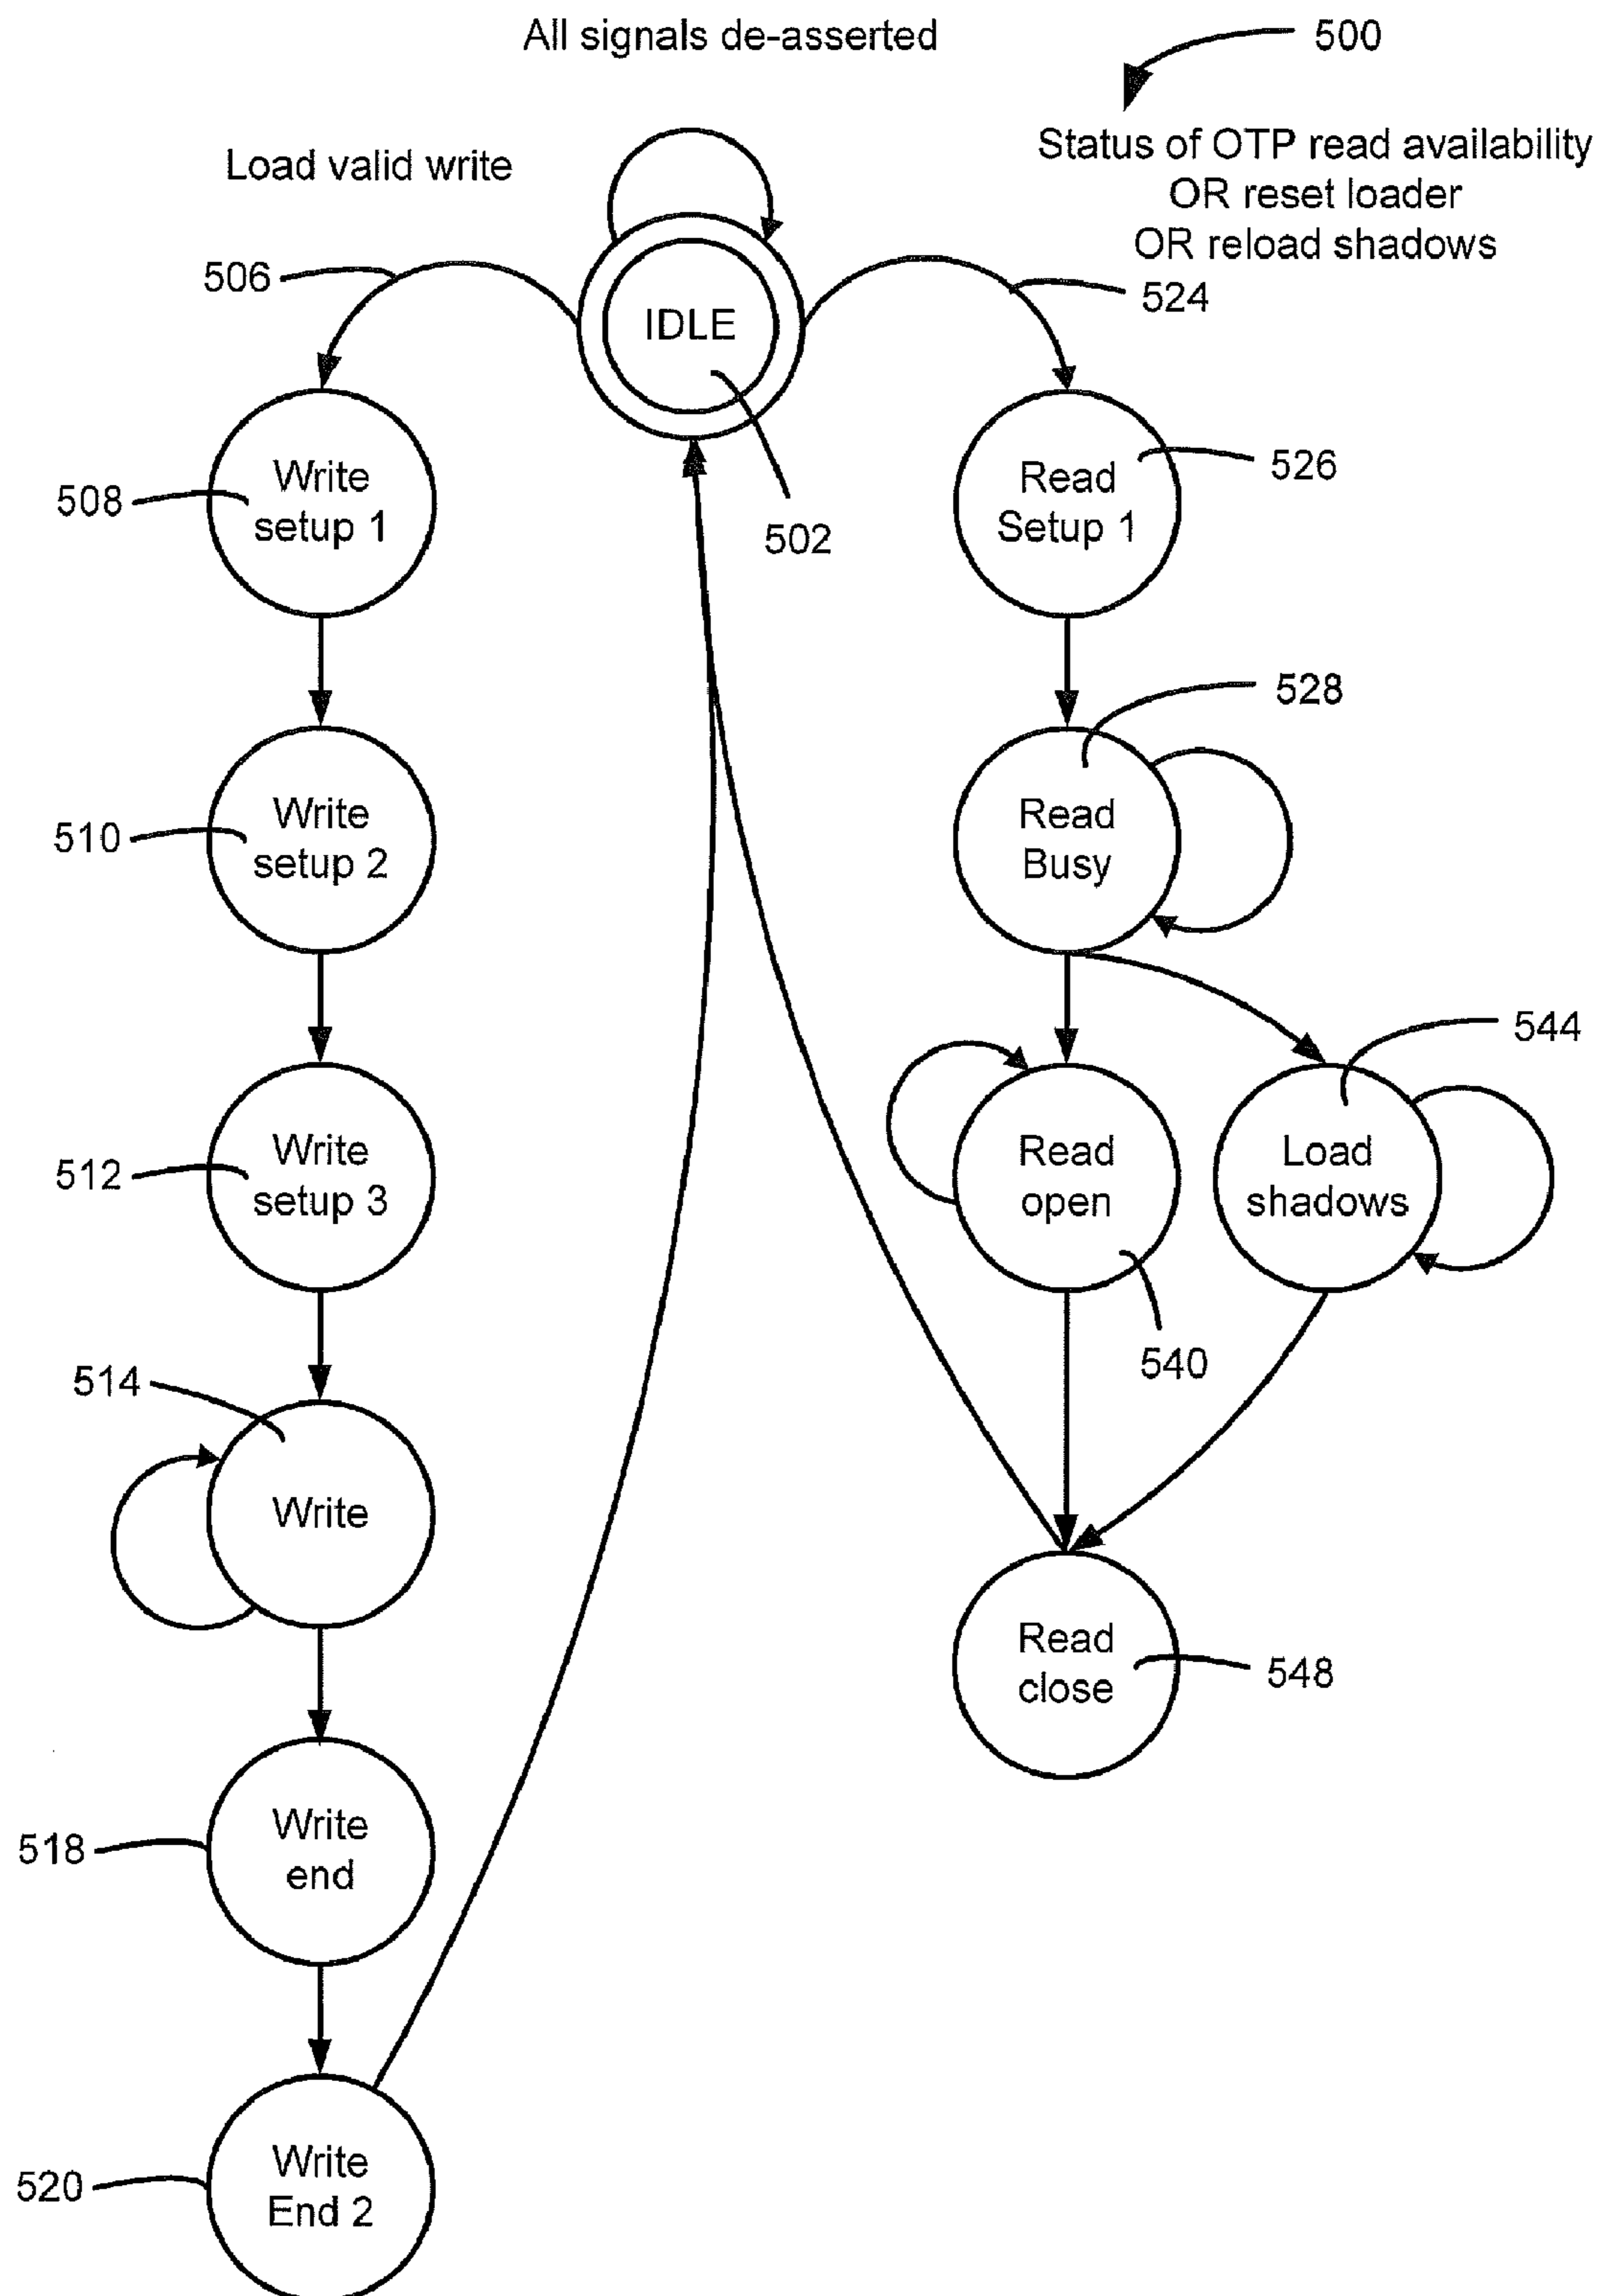 All signals de-asserted
500
Load valid write
Status of OTP read availability
OR reset loader
OR reload shadows
506
524
IDLE
502
508
Write
setup 1
Read
Setup 1
526
528
510
Write
setup 2
Read
Busy
544
512
Write
setup 3
Read
open
Load
shadows
540
514
Write
Read
close
548
518
Write
end
520
Write
End 2